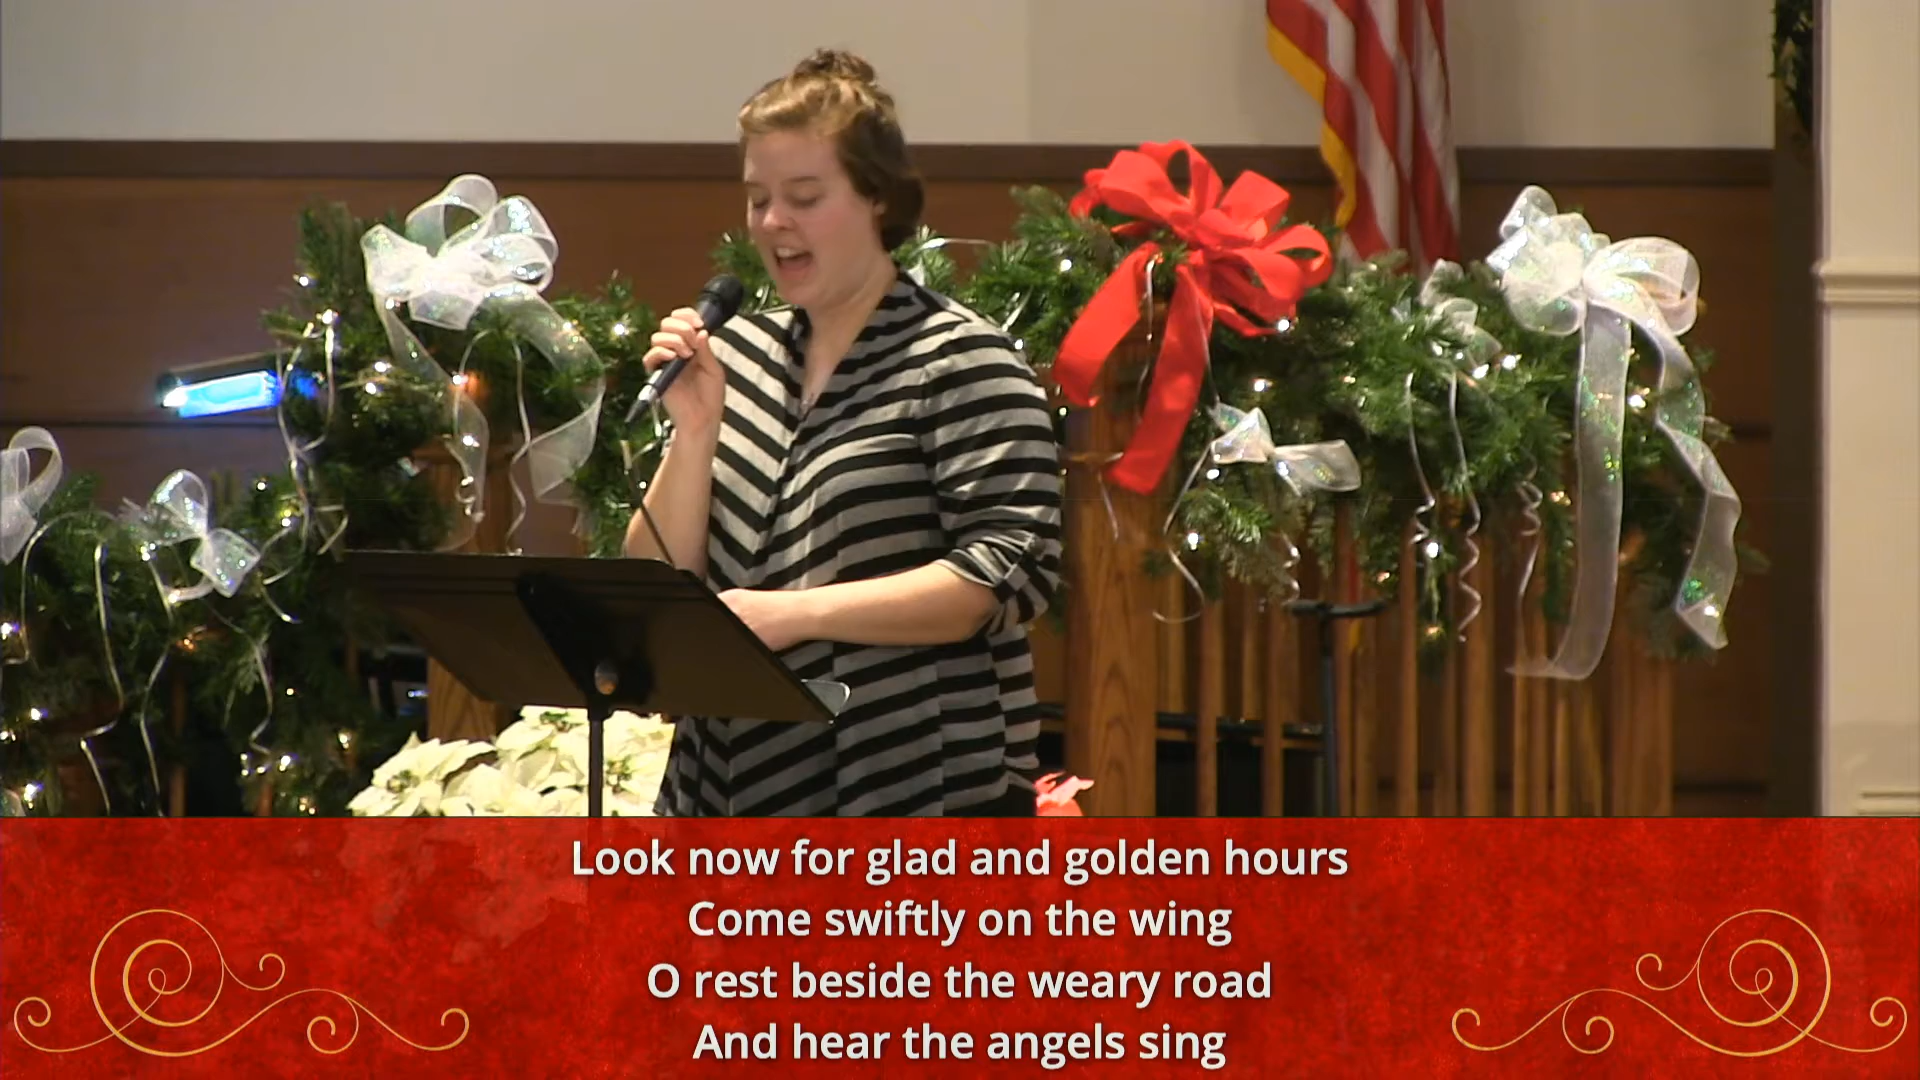 Look now for glad and golden hours
Come swiftly on the wing
O rest beside the weary road
And hear the angels sing